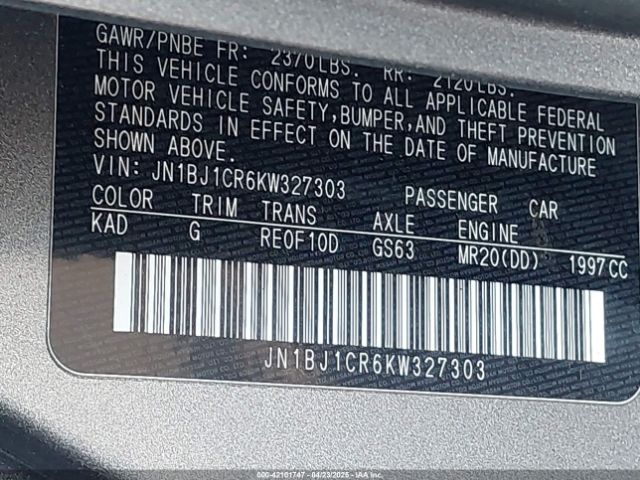 GAWR/PNBE FR: 2370LBS. RR: 2120LBS.
THIS VEHICLE CONFORMS TO ALL APPLICABLE FEDERAL
MOTOR VEHICLE SAFETY,BUMPER,AND THEFT PREVENTION
STANDARDS IN EFFECT ON THE DATE OF MANUFACTURE
SHOWN ABOVE.
VIN: JN1BJ1CR6KW327303 PASSENGER CAR
COLOR TRIM TRANS AXLE ENGINE
KAD G RE0F10D GS63 MR20(DD) 1997CC
JN1BJ1CR6KW327303
000-42101747 - 04/23/2025 - IAA Inc.